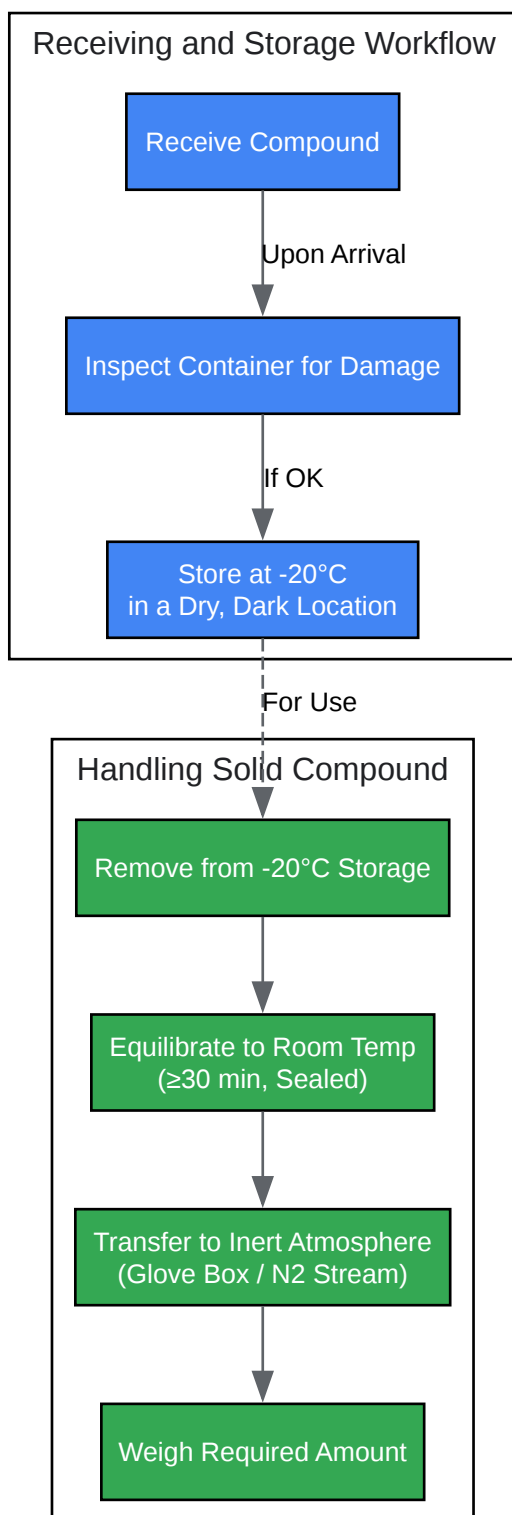 Receiving and Storage Workflow
Receive Compound
Upon Arrival
Inspect Container for Damage
If OK
Store at -20°C
in a Dry, Dark Location
For Use
Handling Solid Compound
Remove from -20°C Storage
Equilibrate to Room Temp
(≥30 min, Sealed)
Transfer to Inert Atmosphere
(Glove Box / N2 Stream)
Weigh Required Amount